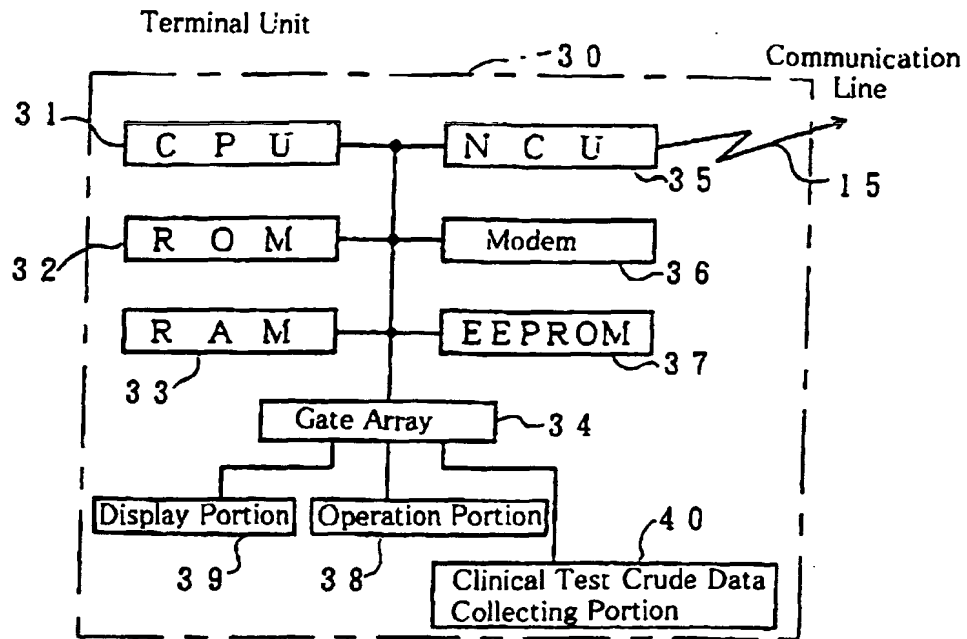 Terminal Unit
30
Communication
Line
31
CPU
NCU
35
15
ROM
Modem
32
36
RAM
EEPROM
33
37
Gate Array
34
Display Portion
Operation Portion
39
38
40
Clinical Test Crude Data
Collecting Portion